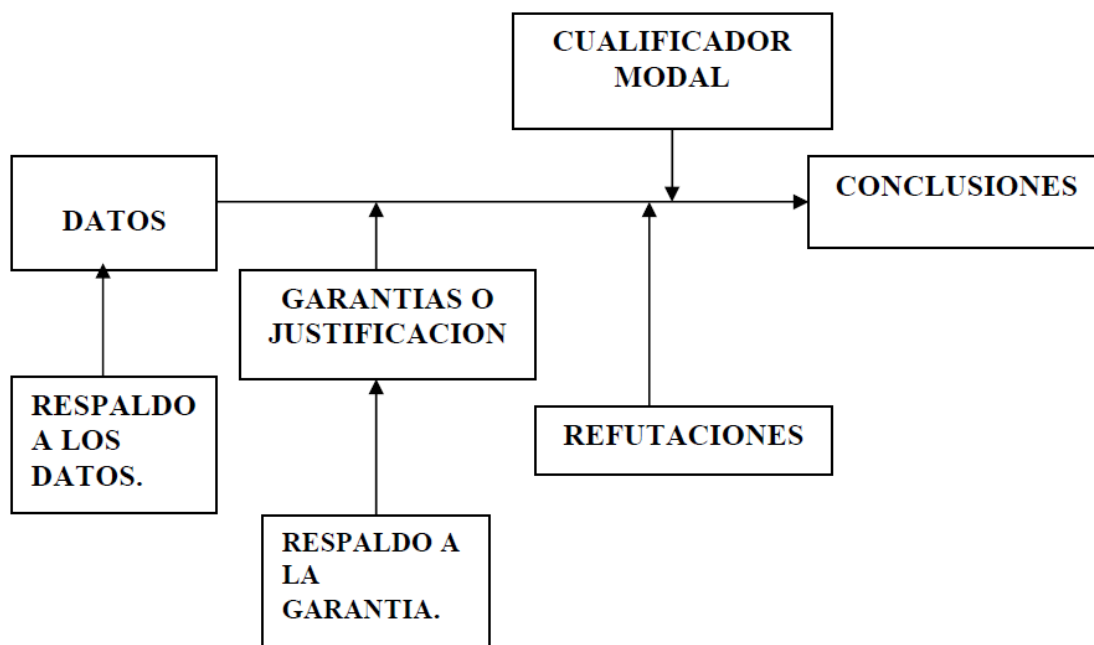 CUALIFICADOR
MODAL
DATOS
CONCLUSIONES
GARANTIAS O
JUSTIFICACION
RESPALDO
A LOS
DATOS.
REFUTACIONES
RESPALDO A
LA
GARANTIA.